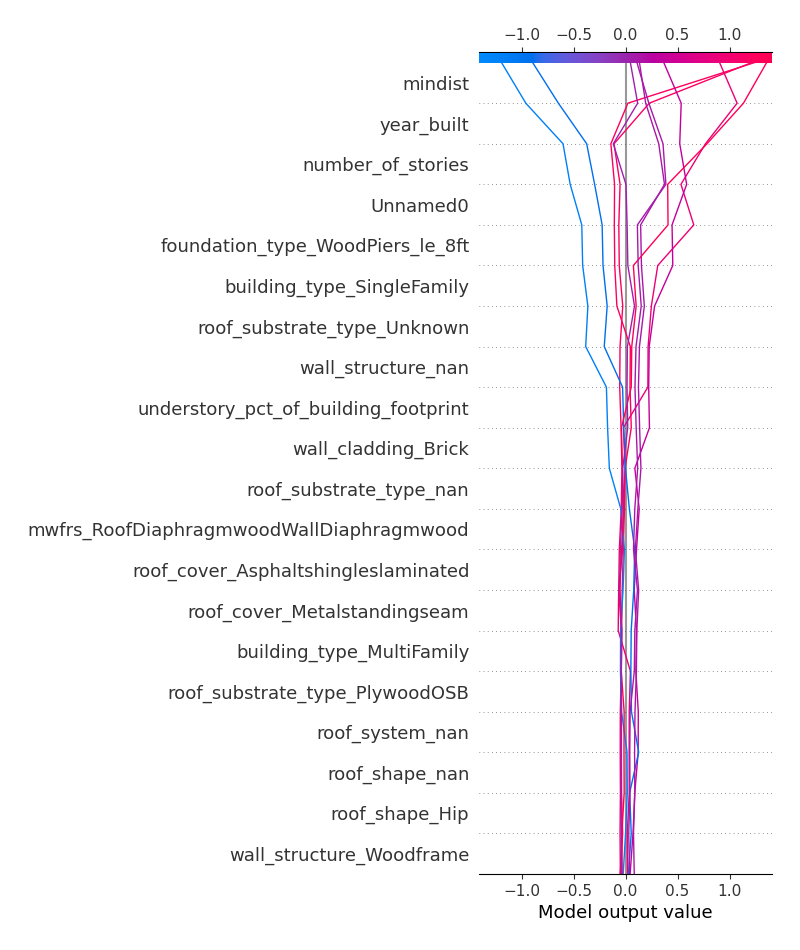 −1.0 −0.5 0.0 0.5 1.0
mindist
year_built
number_of_stories
Unnamed0
foundation_type_WoodPiers_le_8ft
building_type_SingleFamily
roof_substrate_type_Unknown
wall_structure_nan
understory_pct_of_building_footprint
wall_cladding_Brick
roof_substrate_type_nan
mwfrs_RoofDiaphragmwoodWallDiaphragmwood
roof_cover_Asphaltshingleslaminated
roof_cover_Metalstandingseam
building_type_MultiFamily
roof_substrate_type_PlywoodOSB
roof_system_nan
roof_shape_nan
roof_shape_Hip
wall_structure_Woodframe
−1.0 −0.5 0.0 0.5 1.0
Model output value